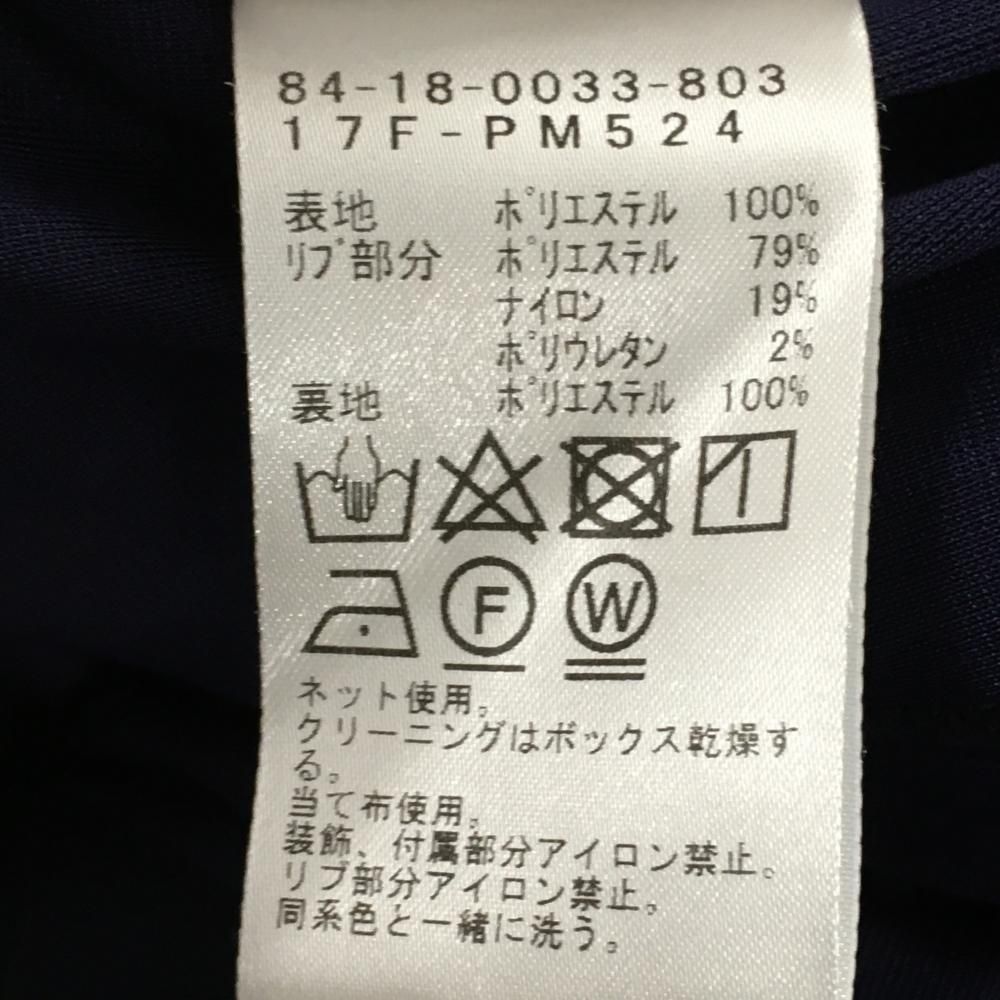 84-18-0033-803
17F-PM524
表地 ポリエステル 100%
リブ部分 ポリエステル 79%
ナイロン 19%
ポリウレタン 2%
裏地 ポリエステル 100%
F W
ネット使用。
クリーニングはボックス乾燥す
る。
当て布使用。
装飾、付属部分アイロン禁止。
リブ部分アイロン禁止。
同系色と一緒に洗う。